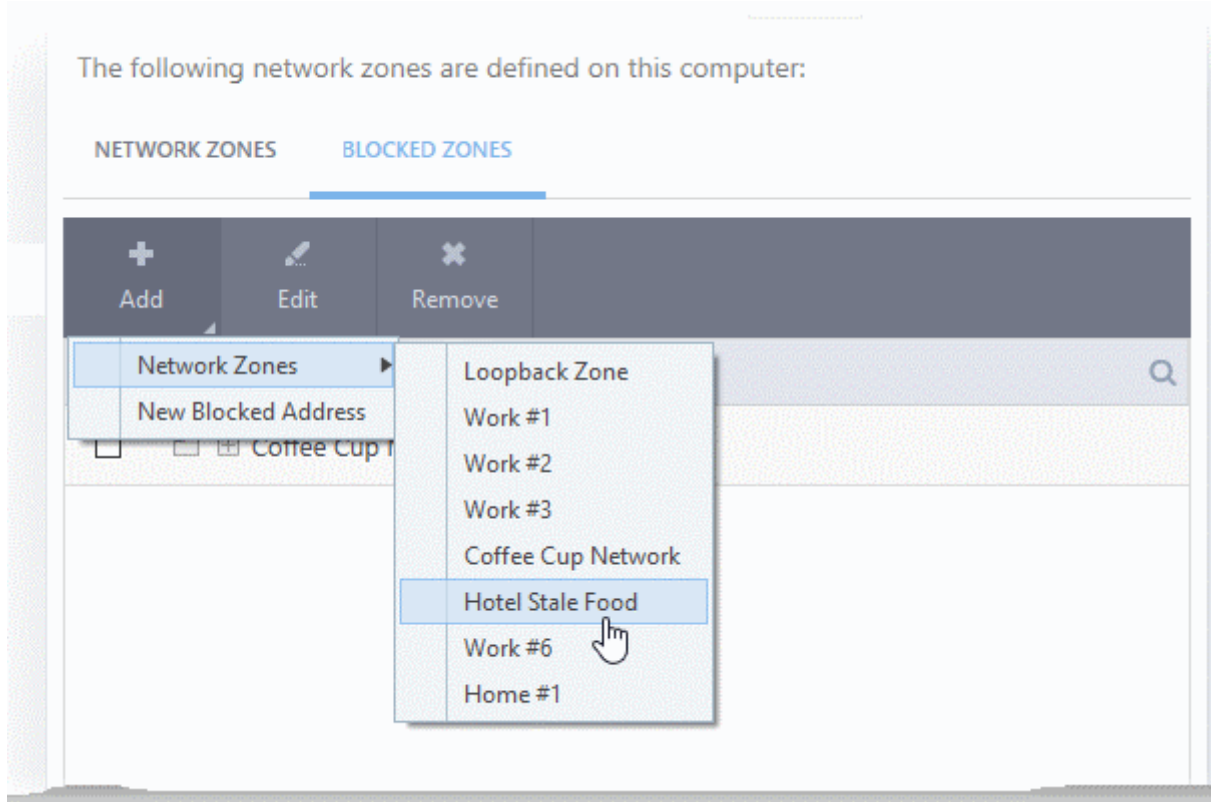 The following network zones are defined on this computer:
NETWORK ZONES BLOCKED ZONES
Add Edit Remove
Network Zones
New Blocked Address
Loopback Zone
Work #1
Work #2
Work #3
Coffee Cup Network
Hotel Stale Food
Work #6
Home #1
Coffee Cup